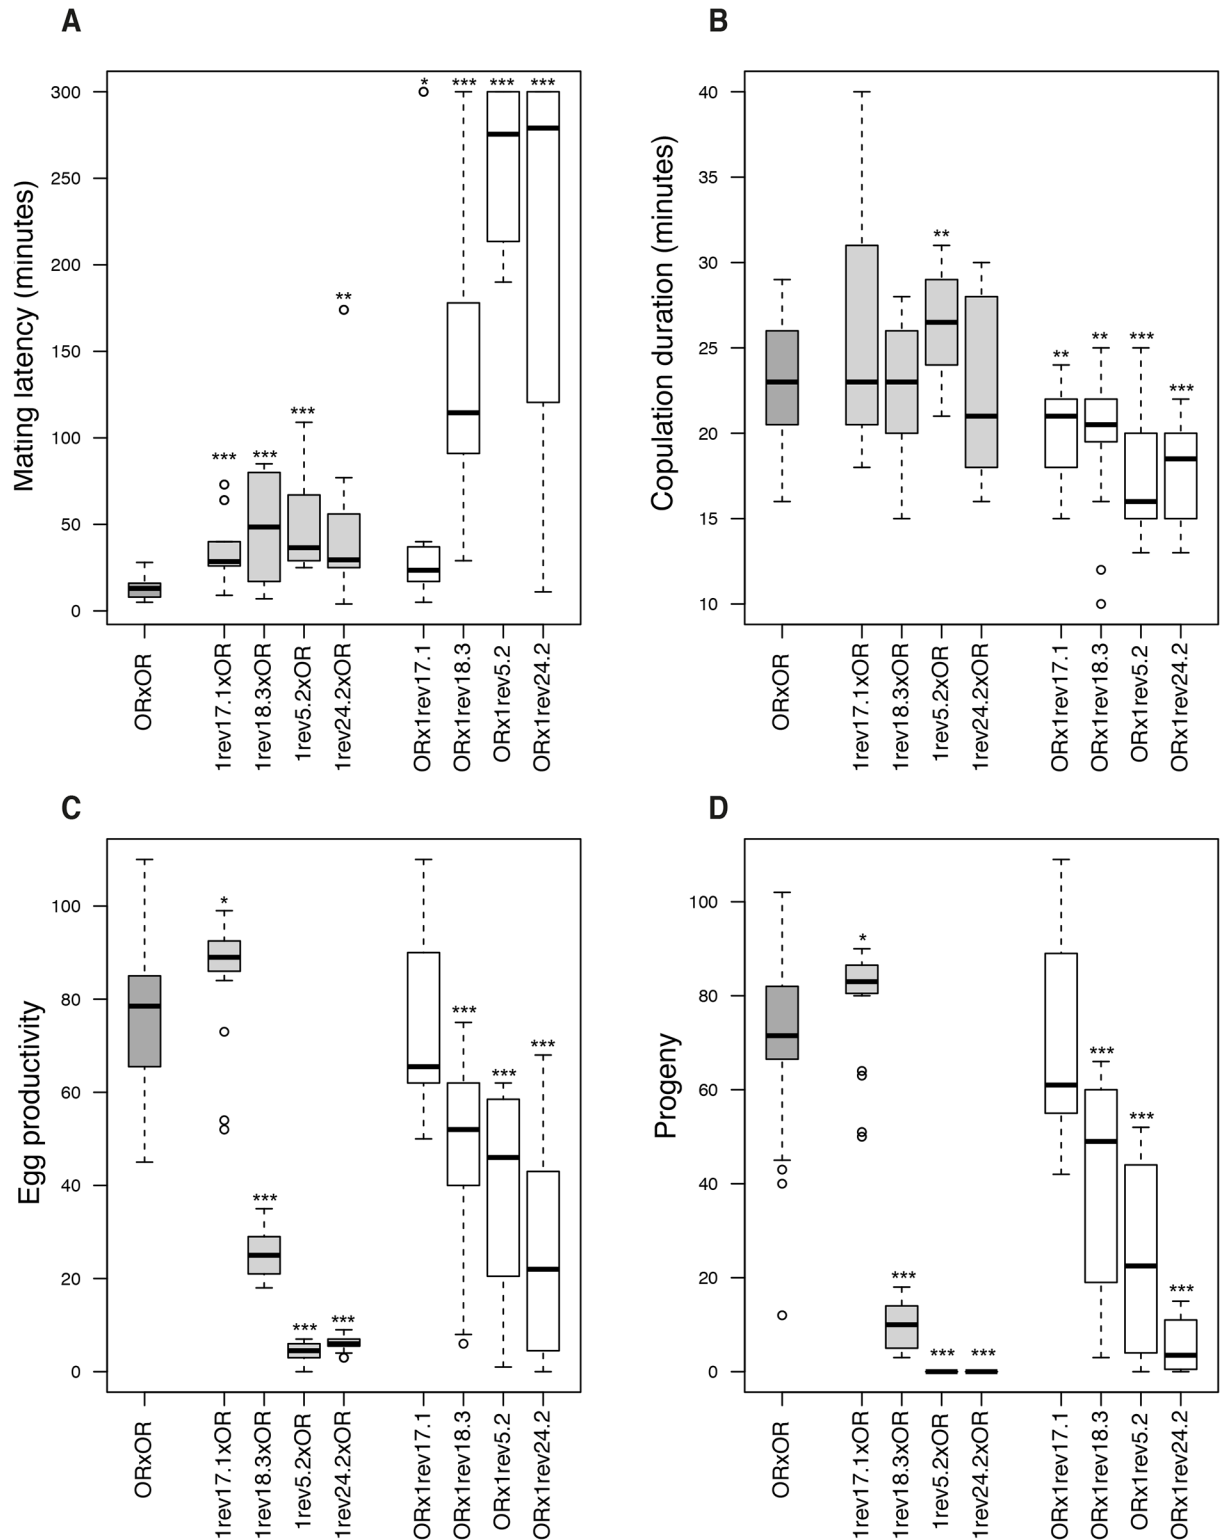 A
Mating latency (minutes)
300
250
200
150
100
50
0
***
***
***
**
*
***
***
***
ORxOR
1rev17.1xOR
1rev18.3xOR
1rev5.2xOR
1rev24.2xOR
ORx1rev17.1
ORx1rev18.3
ORx1rev5.2
ORx1rev24.2
B
Copulation duration (minutes)
40
35
30
25
20
15
10
**
**
**
***
***
ORxOR
1rev17.1xOR
1rev18.3xOR
1rev5.2xOR
1rev24.2xOR
ORx1rev17.1
ORx1rev18.3
ORx1rev5.2
ORx1rev24.2
C
Egg productivity
100
80
60
40
20
0
*
***
***
***
***
***
***
ORxOR
1rev17.1xOR
1rev18.3xOR
1rev5.2xOR
1rev24.2xOR
ORx1rev17.1
ORx1rev18.3
ORx1rev5.2
ORx1rev24.2
D
Progeny
100
80
60
40
20
0
*
***
***
***
***
***
***
ORxOR
1rev17.1xOR
1rev18.3xOR
1rev5.2xOR
1rev24.2xOR
ORx1rev17.1
ORx1rev18.3
ORx1rev5.2
ORx1rev24.2